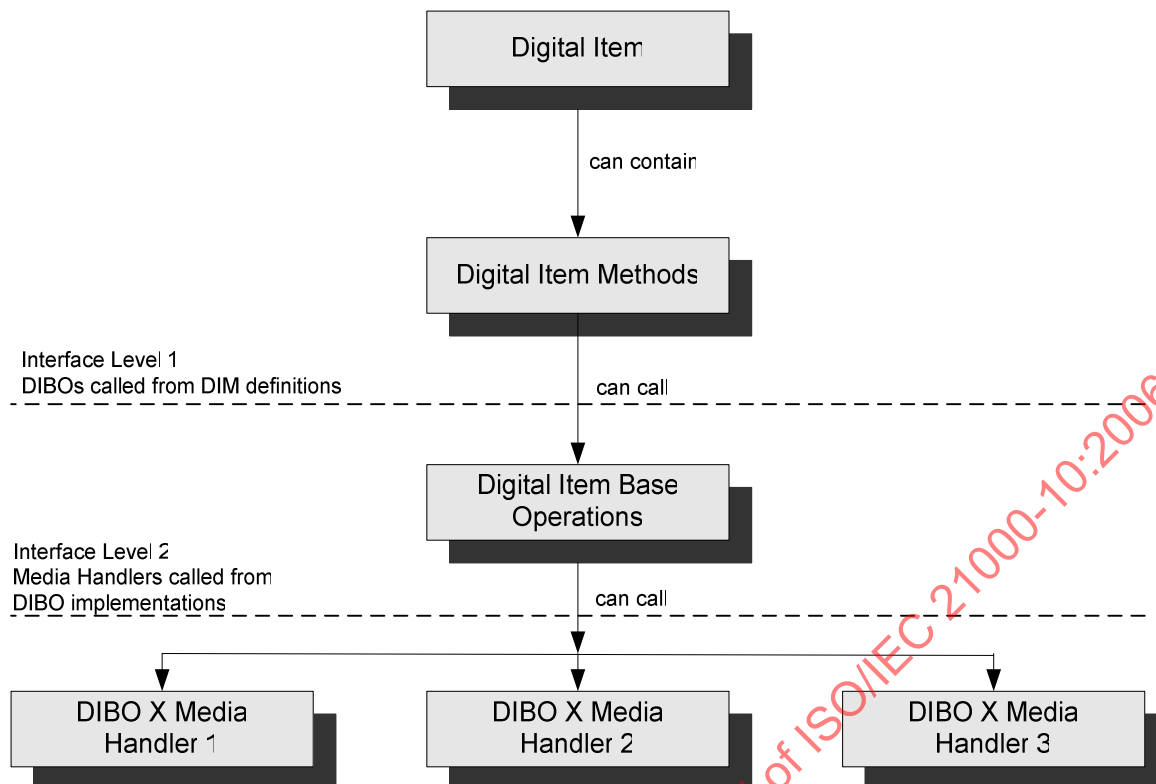 Digital Item
can contain
Digital Item Methods
Interface Level 1
DIBOs called from DIM definitions
can call
Digital Item Base
Operations
Interface Level 2
Media Handlers called from
DIBO implementations
can call
DIBO X Media
Handler 1
DIBO X Media
Handler 2
DIBO X Media
Handler 3
of ISO/IEC 21000-10:2006